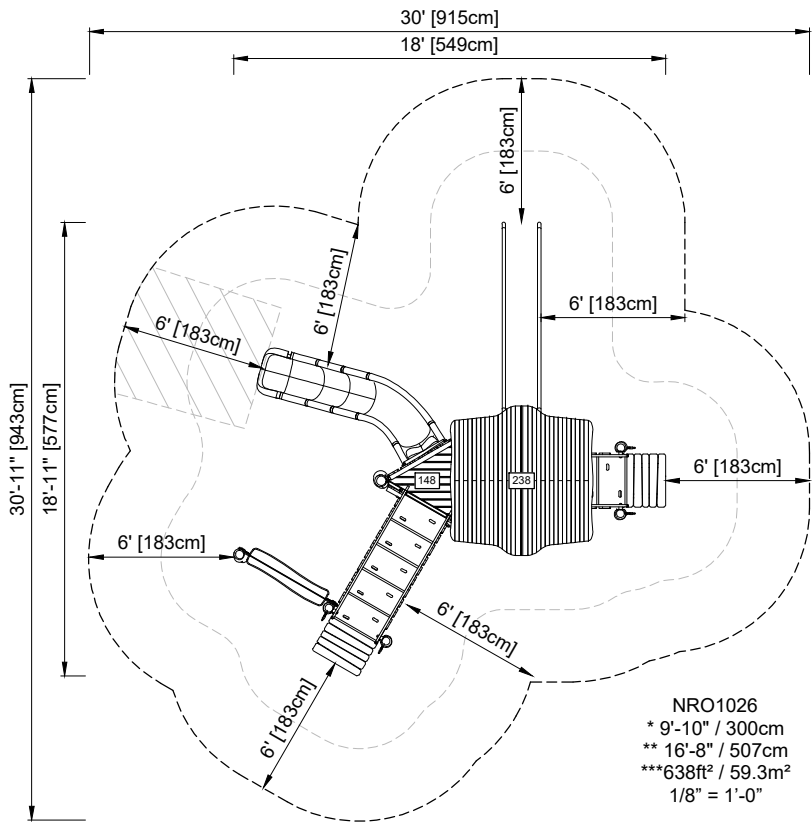 30' [915cm]
18' [549cm]
6' [183cm]
6' [183cm]
6' [183cm]
6' [183cm]
30'-11" [943cm]
18'-11" [577cm]
148
238
6' [183cm]
6' [183cm]
6' [183cm]
6' [183cm]
NRO1026
* 9'-10" / 300cm
** 16'-8" / 507cm
***638ft² / 59.3m²
1/8” = 1’-0”